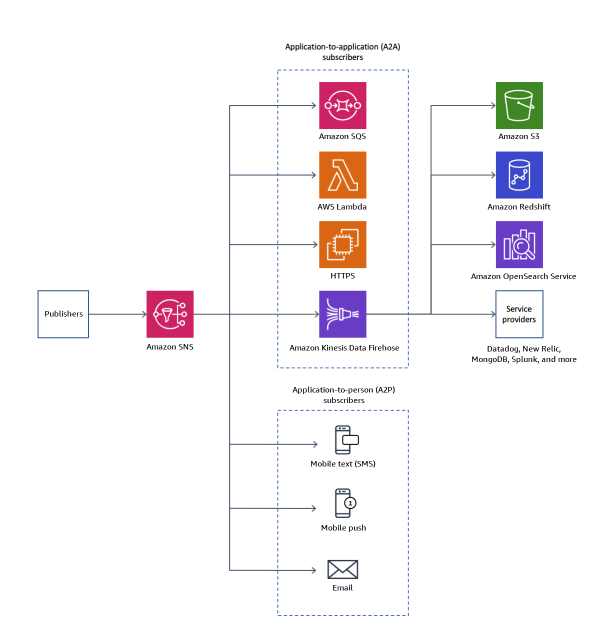 Application-to-application (A2A)
subscribers
Amazon SQS
Amazon S3
AWS Lambda
Amazon Redshift
HTTPS
Amazon OpenSearch Service
Publishers
Amazon SNS
Amazon Kinesis Data Firehose
Service
providers
Datadog, New Relic,
MongoDB, Splunk, and more
Application-to-person (A2P)
subscribers
Mobile text (SMS)
1
Mobile push
Email